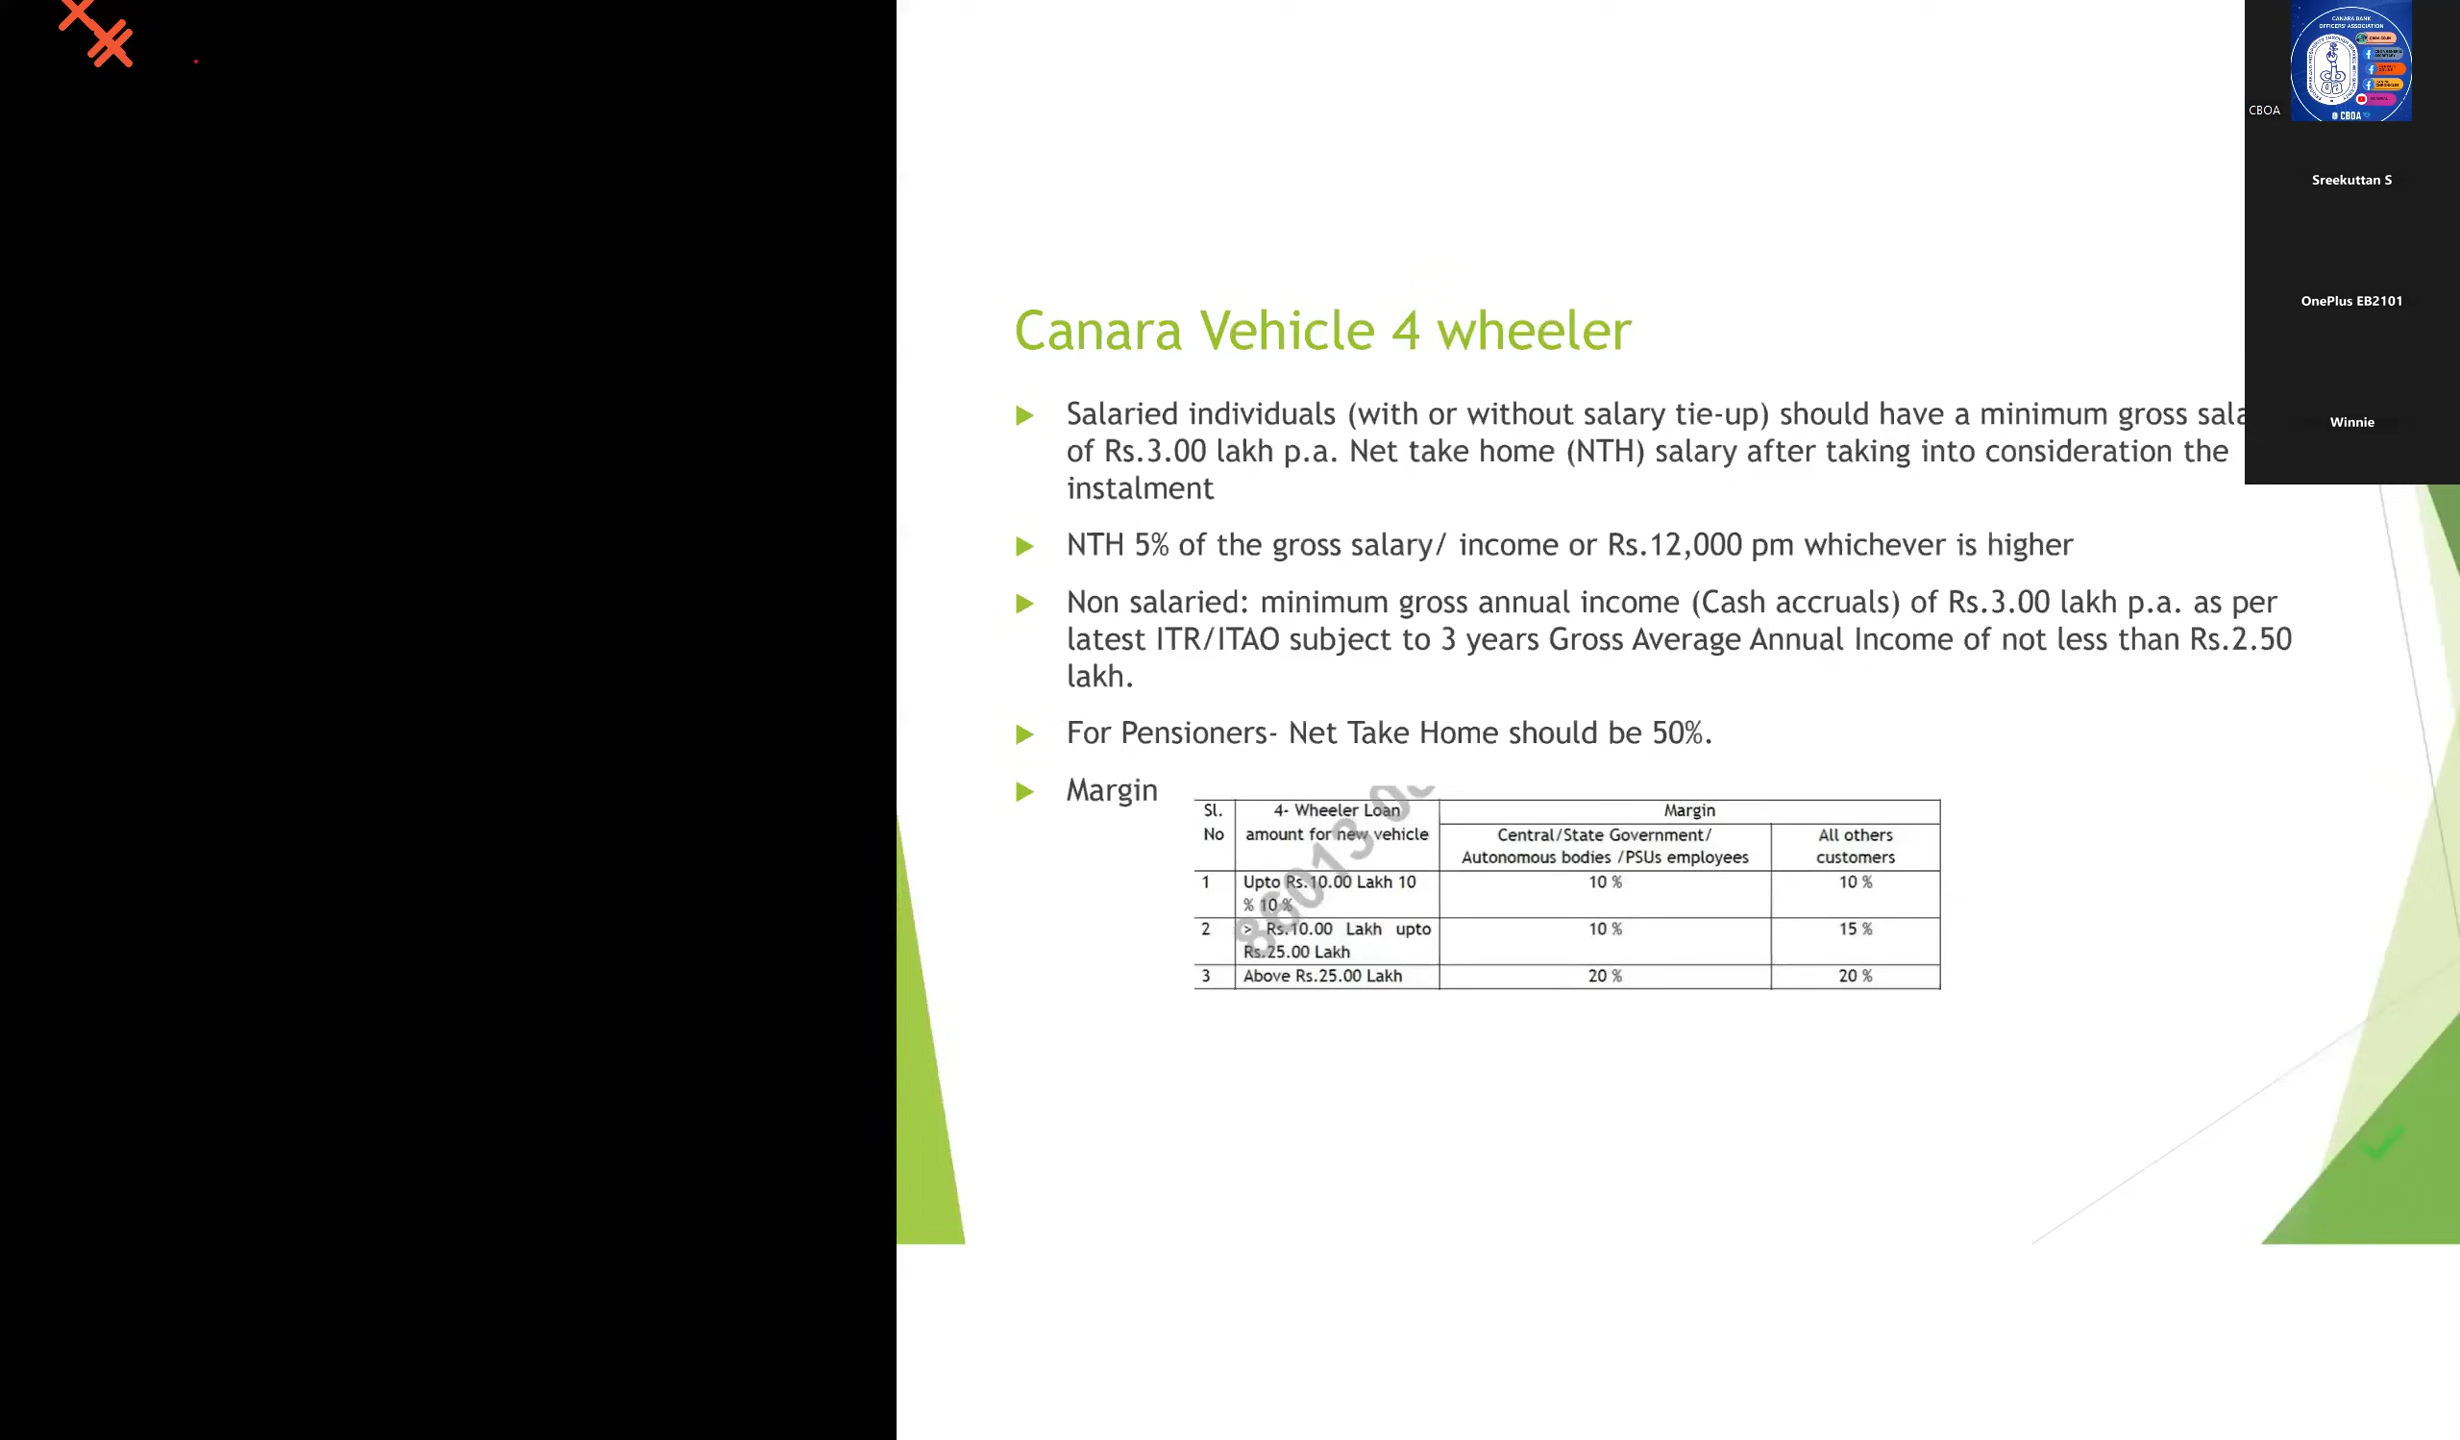 Canara Vehicle 4 wheeler
Salaried individuals (with or without salary tie-up) should have a minimum gross
of Rs.3.00 lakh p.a. Net take home (NTH) salary after taking into consideration the
instalment
NTH 5% of the gross salary/ income or Rs.12,000 pm whichever is higher
Non salaried: minimum gross annual income (Cash accruals) of Rs.3.00 lakh p.a. as per
latest ITR/ITAO subject to 3 years Gross Average Annual Income of not less than Rs.2.50
lakh.
For Pensioners- Net Take Home should be 50%.
Margin
Sl. No
4- Wheeler Loan
amount for new vehicle
Margin
Central/State Government/
Autonomous bodies /PSUs employees
All others
customers
1 Upto Rs.10.00 Lakh 10 10 % 10 %
% 10 %
2 > Rs.10.00 Lakh upto 10 % 15 %
Rs.25.00 Lakh
3 Above Rs.25.00 Lakh 20 % 20 %
86013
CANARA BANK
OFFICERS' ASSOCIATION
@ CBOA
CBOA
Sreekuttan S
OnePlus EB2101
Winnie